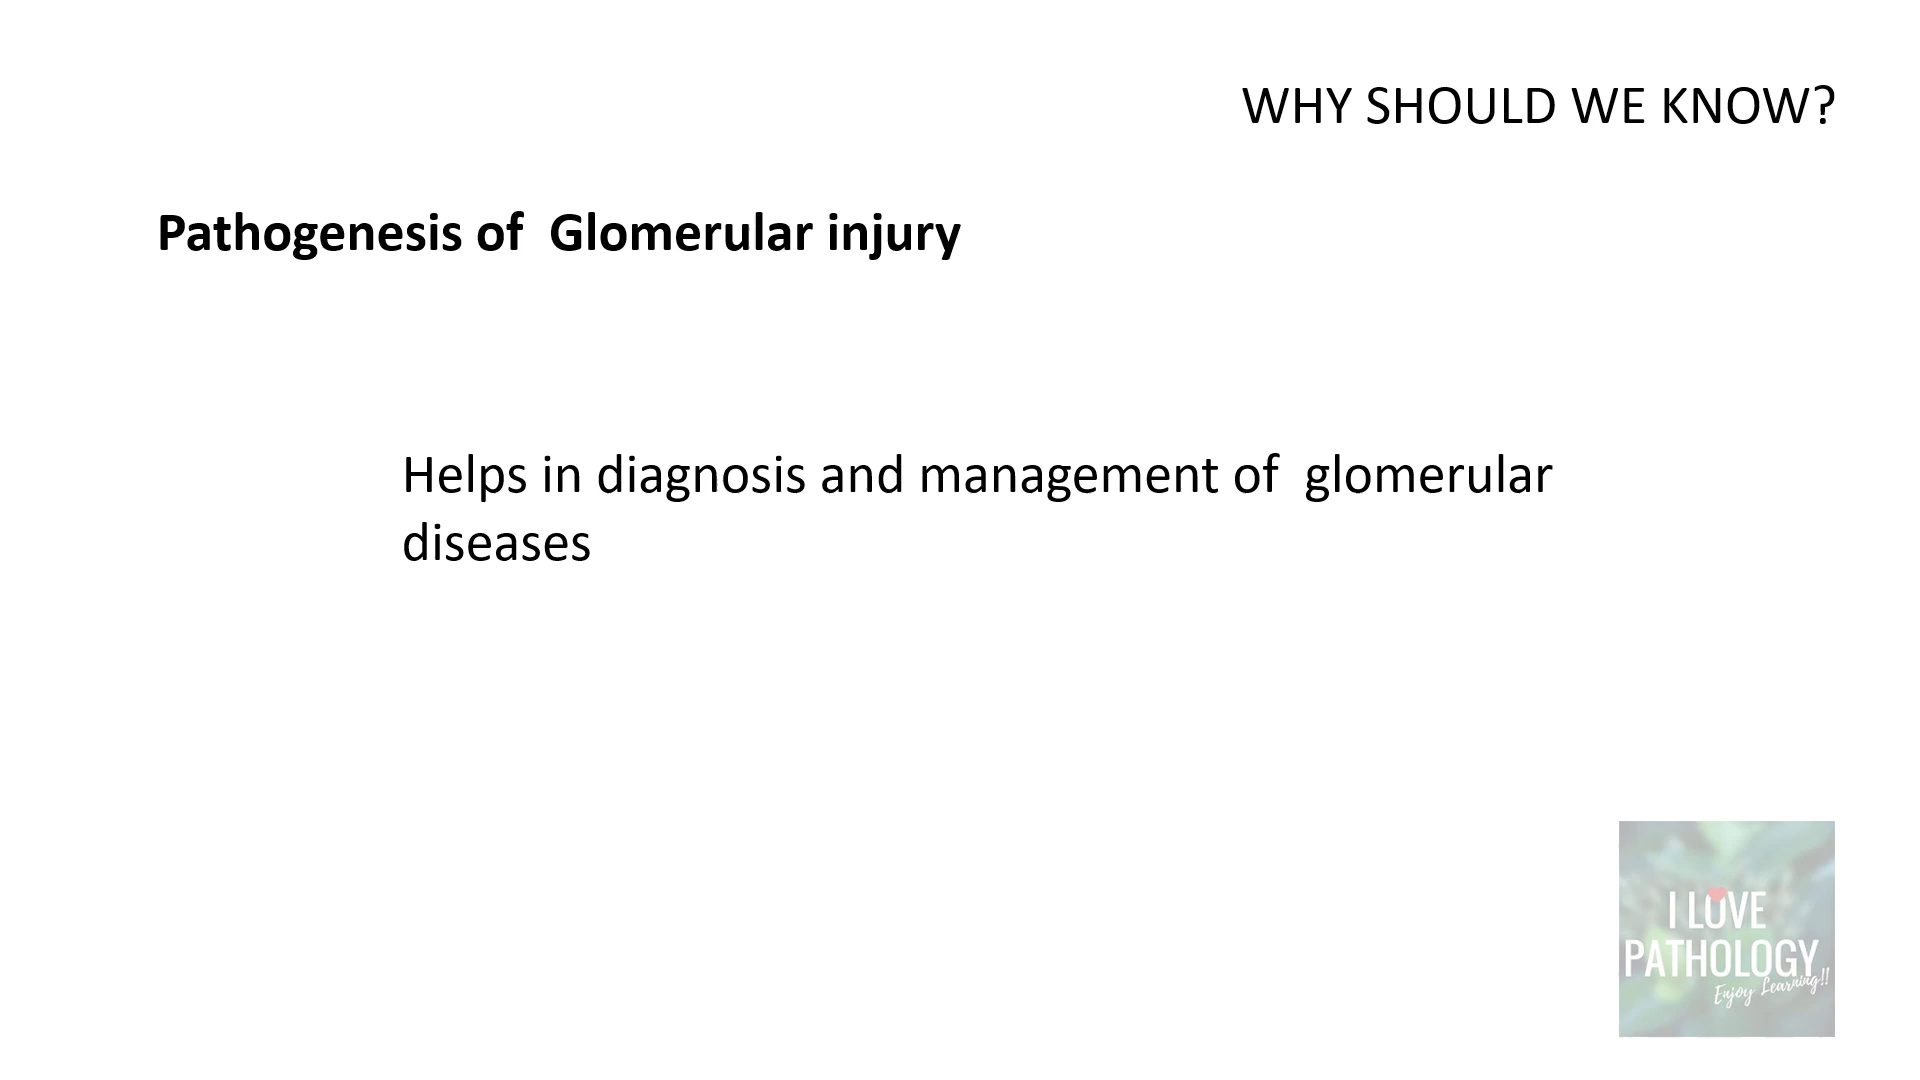 WHY SHOULD WE KNOW?
Pathogenesis of  Glomerular injury
Helps in diagnosis and management of  glomerular
diseases
I LOVE
PATHOLOGY
Enjoy Learning!!